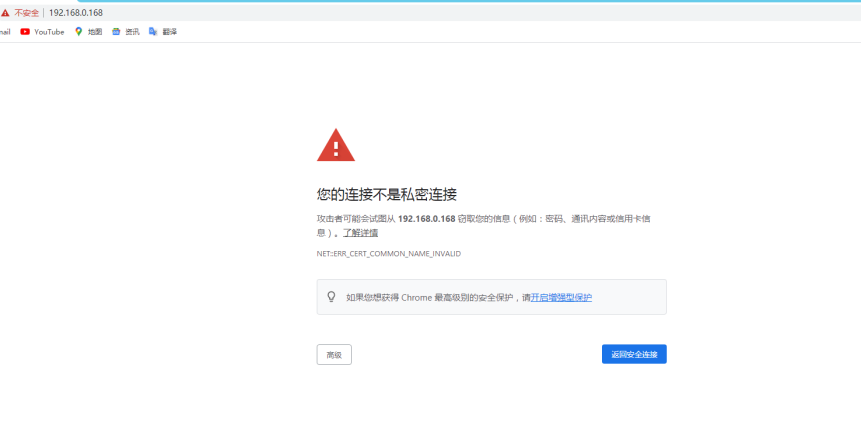 不安全 | 192.168.0.168
mail YouTube 地图 资讯 翻译
您的连接不是私密连接
攻击者可能会试图从 192.168.0.168 窃取您的信息（例如：密码、通讯内容或信用卡信
息）。了解详情
NET::ERR_CERT_COMMON_NAME_INVALID
如果您想获得 Chrome 最高级别的安全保护，请开启增强型保护
高级 返回安全连接